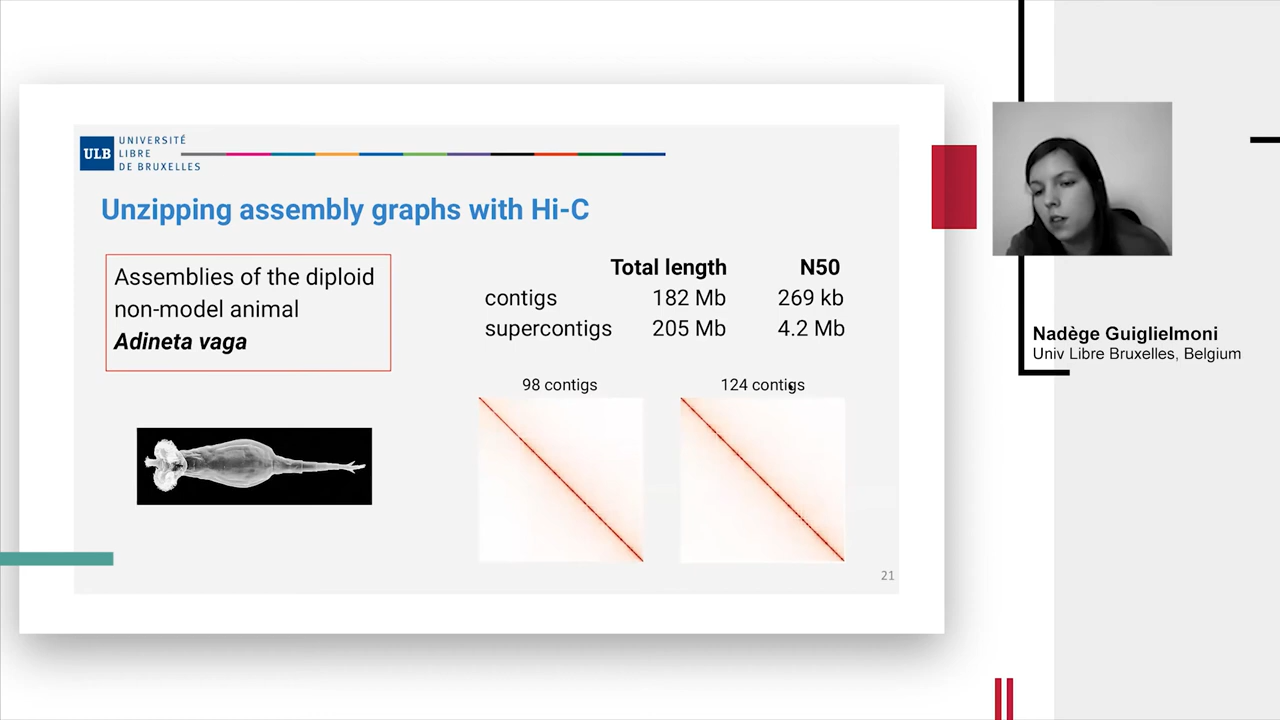 ULB
UNIVERSITÉ
LIBRE
DE BRUXELLES
Unzipping assembly graphs with Hi-C
Assemblies of the diploid
non-model animal
Adineta vaga
Total length N50
contigs 182 Mb 269 kb
supercontigs 205 Mb 4.2 Mb
98 contigs 124 contigs
21
Nadège Guiglielmoni
Univ Libre Bruxelles, Belgium